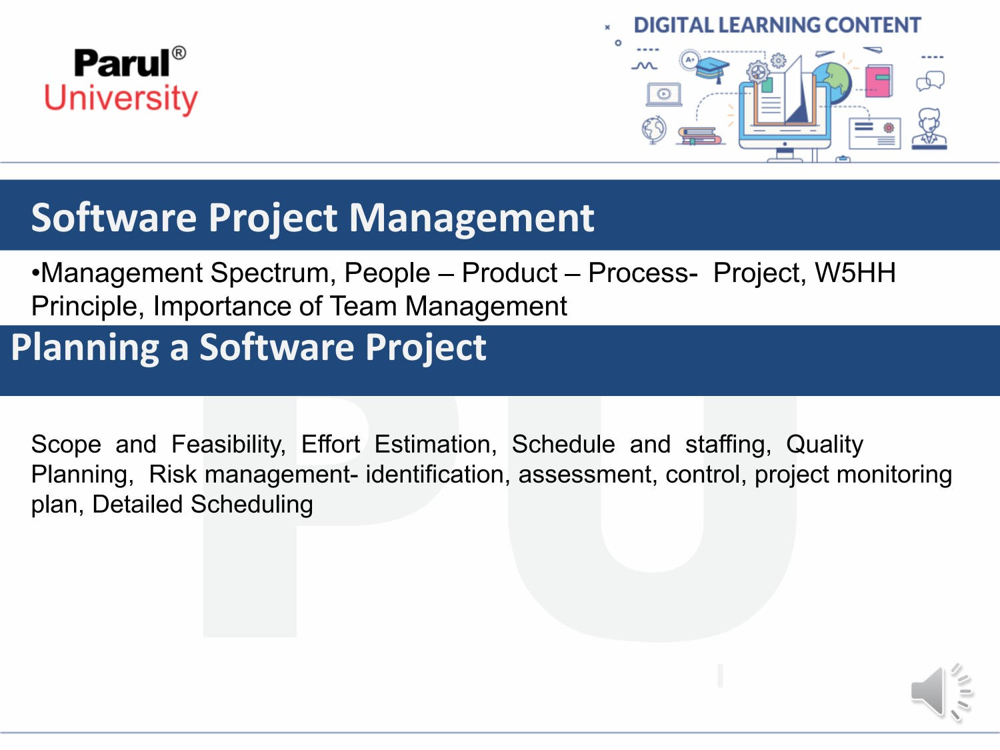 DIGITAL LEARNING CONTENT
Parul®
University
A+
Software Project Management
•Management Spectrum, People – Product – Process-  Project, W5HH
Principle, Importance of Team Management
Planning a Software Project
Scope and Feasibility, Effort Estimation, Schedule and staffing, Quality
Planning,  Risk management- identification, assessment, control, project monitoring
plan, Detailed Scheduling
PU